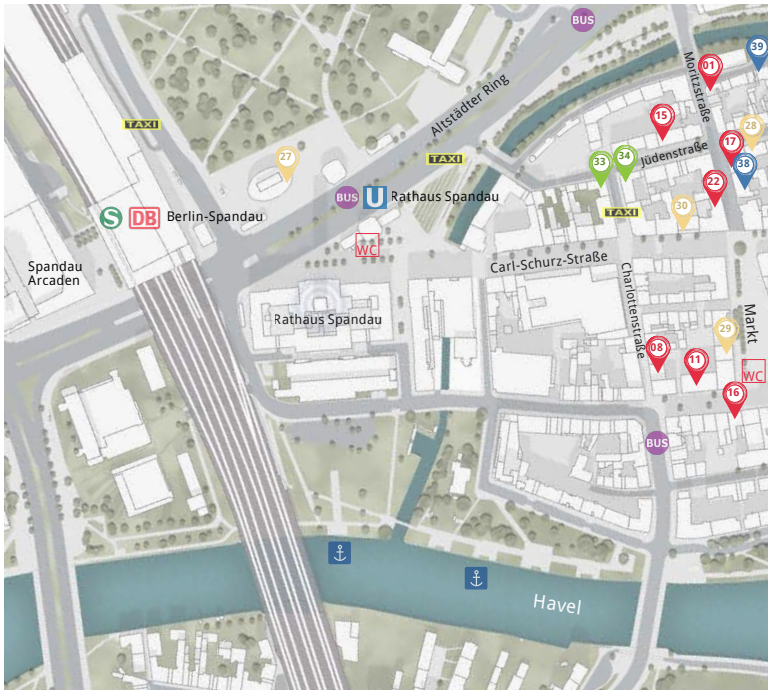 BUS
39
01
Moritzstraße
15
Altstädter Ring
TAXI
28
17
Jüdenstraße
27
TAXI
33
34
38
22
BUS
U
Rathaus Spandau
30
TAXI
S
DB
Berlin-Spandau
WC
Carl-Schurz-Straße
Spandau
Arcaden
Charlottenstraße
Rathaus Spandau
Markt
29
08
11
WC
16
BUS
Havel